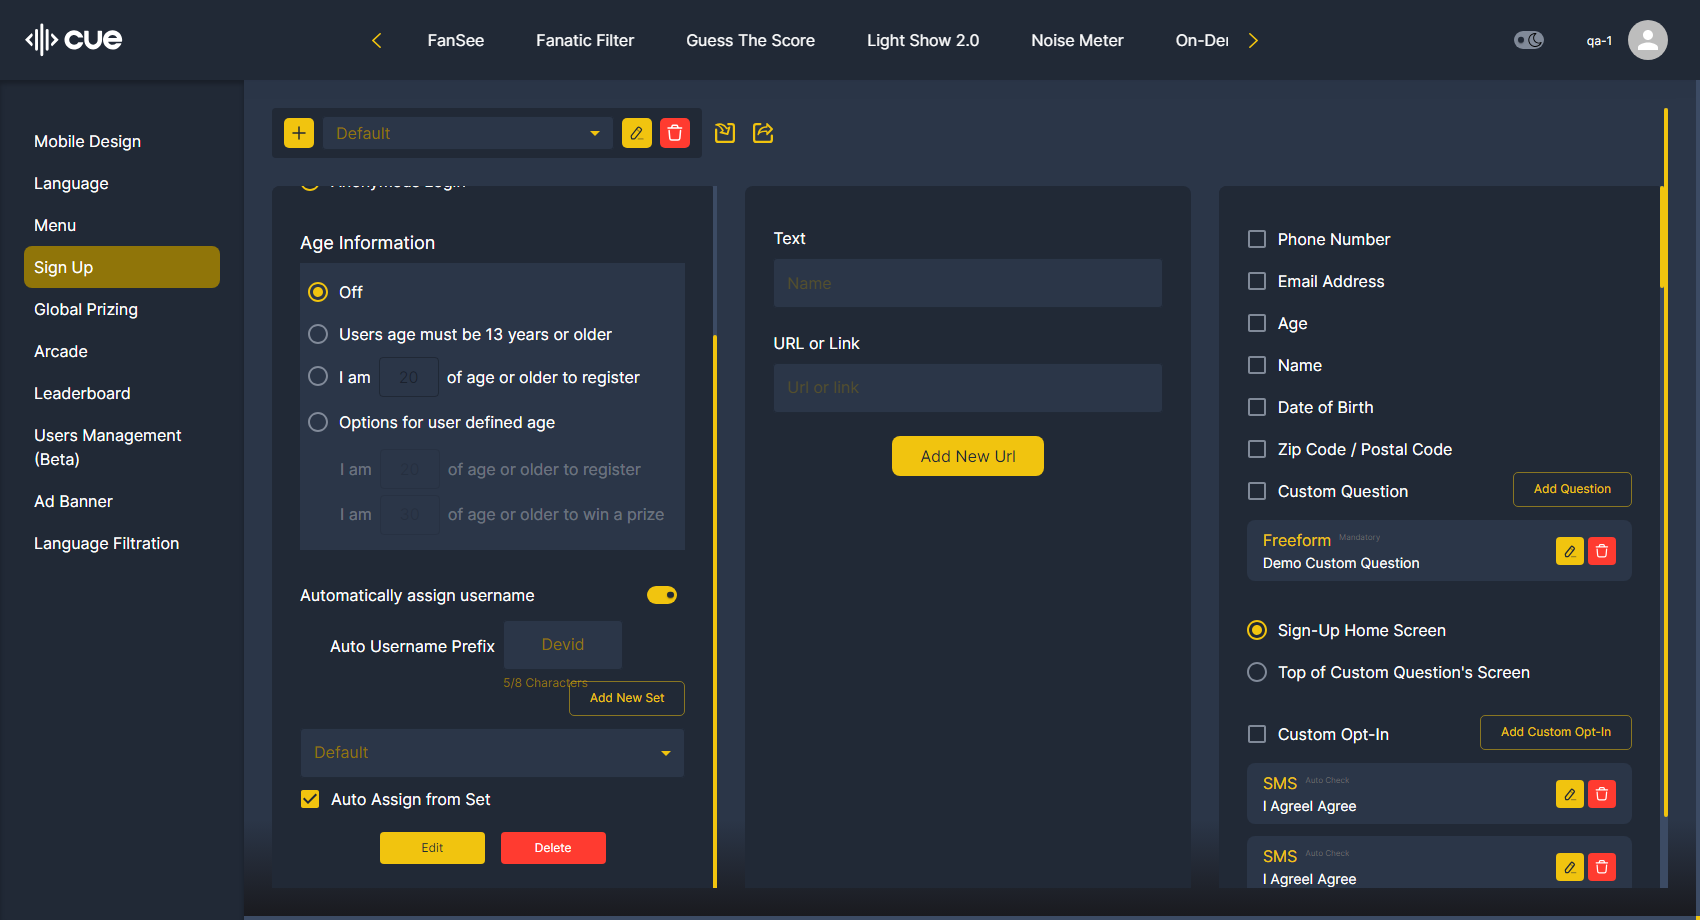 cue
FanSee
Fanatic Filter
Guess The Score
Light Show 2.0
Noise Meter
On-De
qa-1
Mobile Design
Language
Menu
Sign Up
Global Prizing
Arcade
Leaderboard
Users Management
(Beta)
Ad Banner
Language Filtration
Default
Anonymous Login
Age Information
Off
Users age must be 13 years or older
I am 20 of age or older to register
Options for user defined age
I am 20 of age or older to register
I am 30 of age or older to win a prize
Automatically assign username
Auto Username Prefix Devid
5/8 Characters
Add New Set
Default
Auto Assign from Set
Edit
Delete
Text
Name
URL or Link
Url or link
Add New Url
Phone Number
Email Address
Age
Name
Date of Birth
Zip Code / Postal Code
Custom Question
Add Question
Freeform Mandatory
Demo Custom Question
Sign-Up Home Screen
Top of Custom Question's Screen
Custom Opt-In
Add Custom Opt-In
SMS Auto Check
I AgreeI Agree
SMS Auto Check
I AgreeI Agree